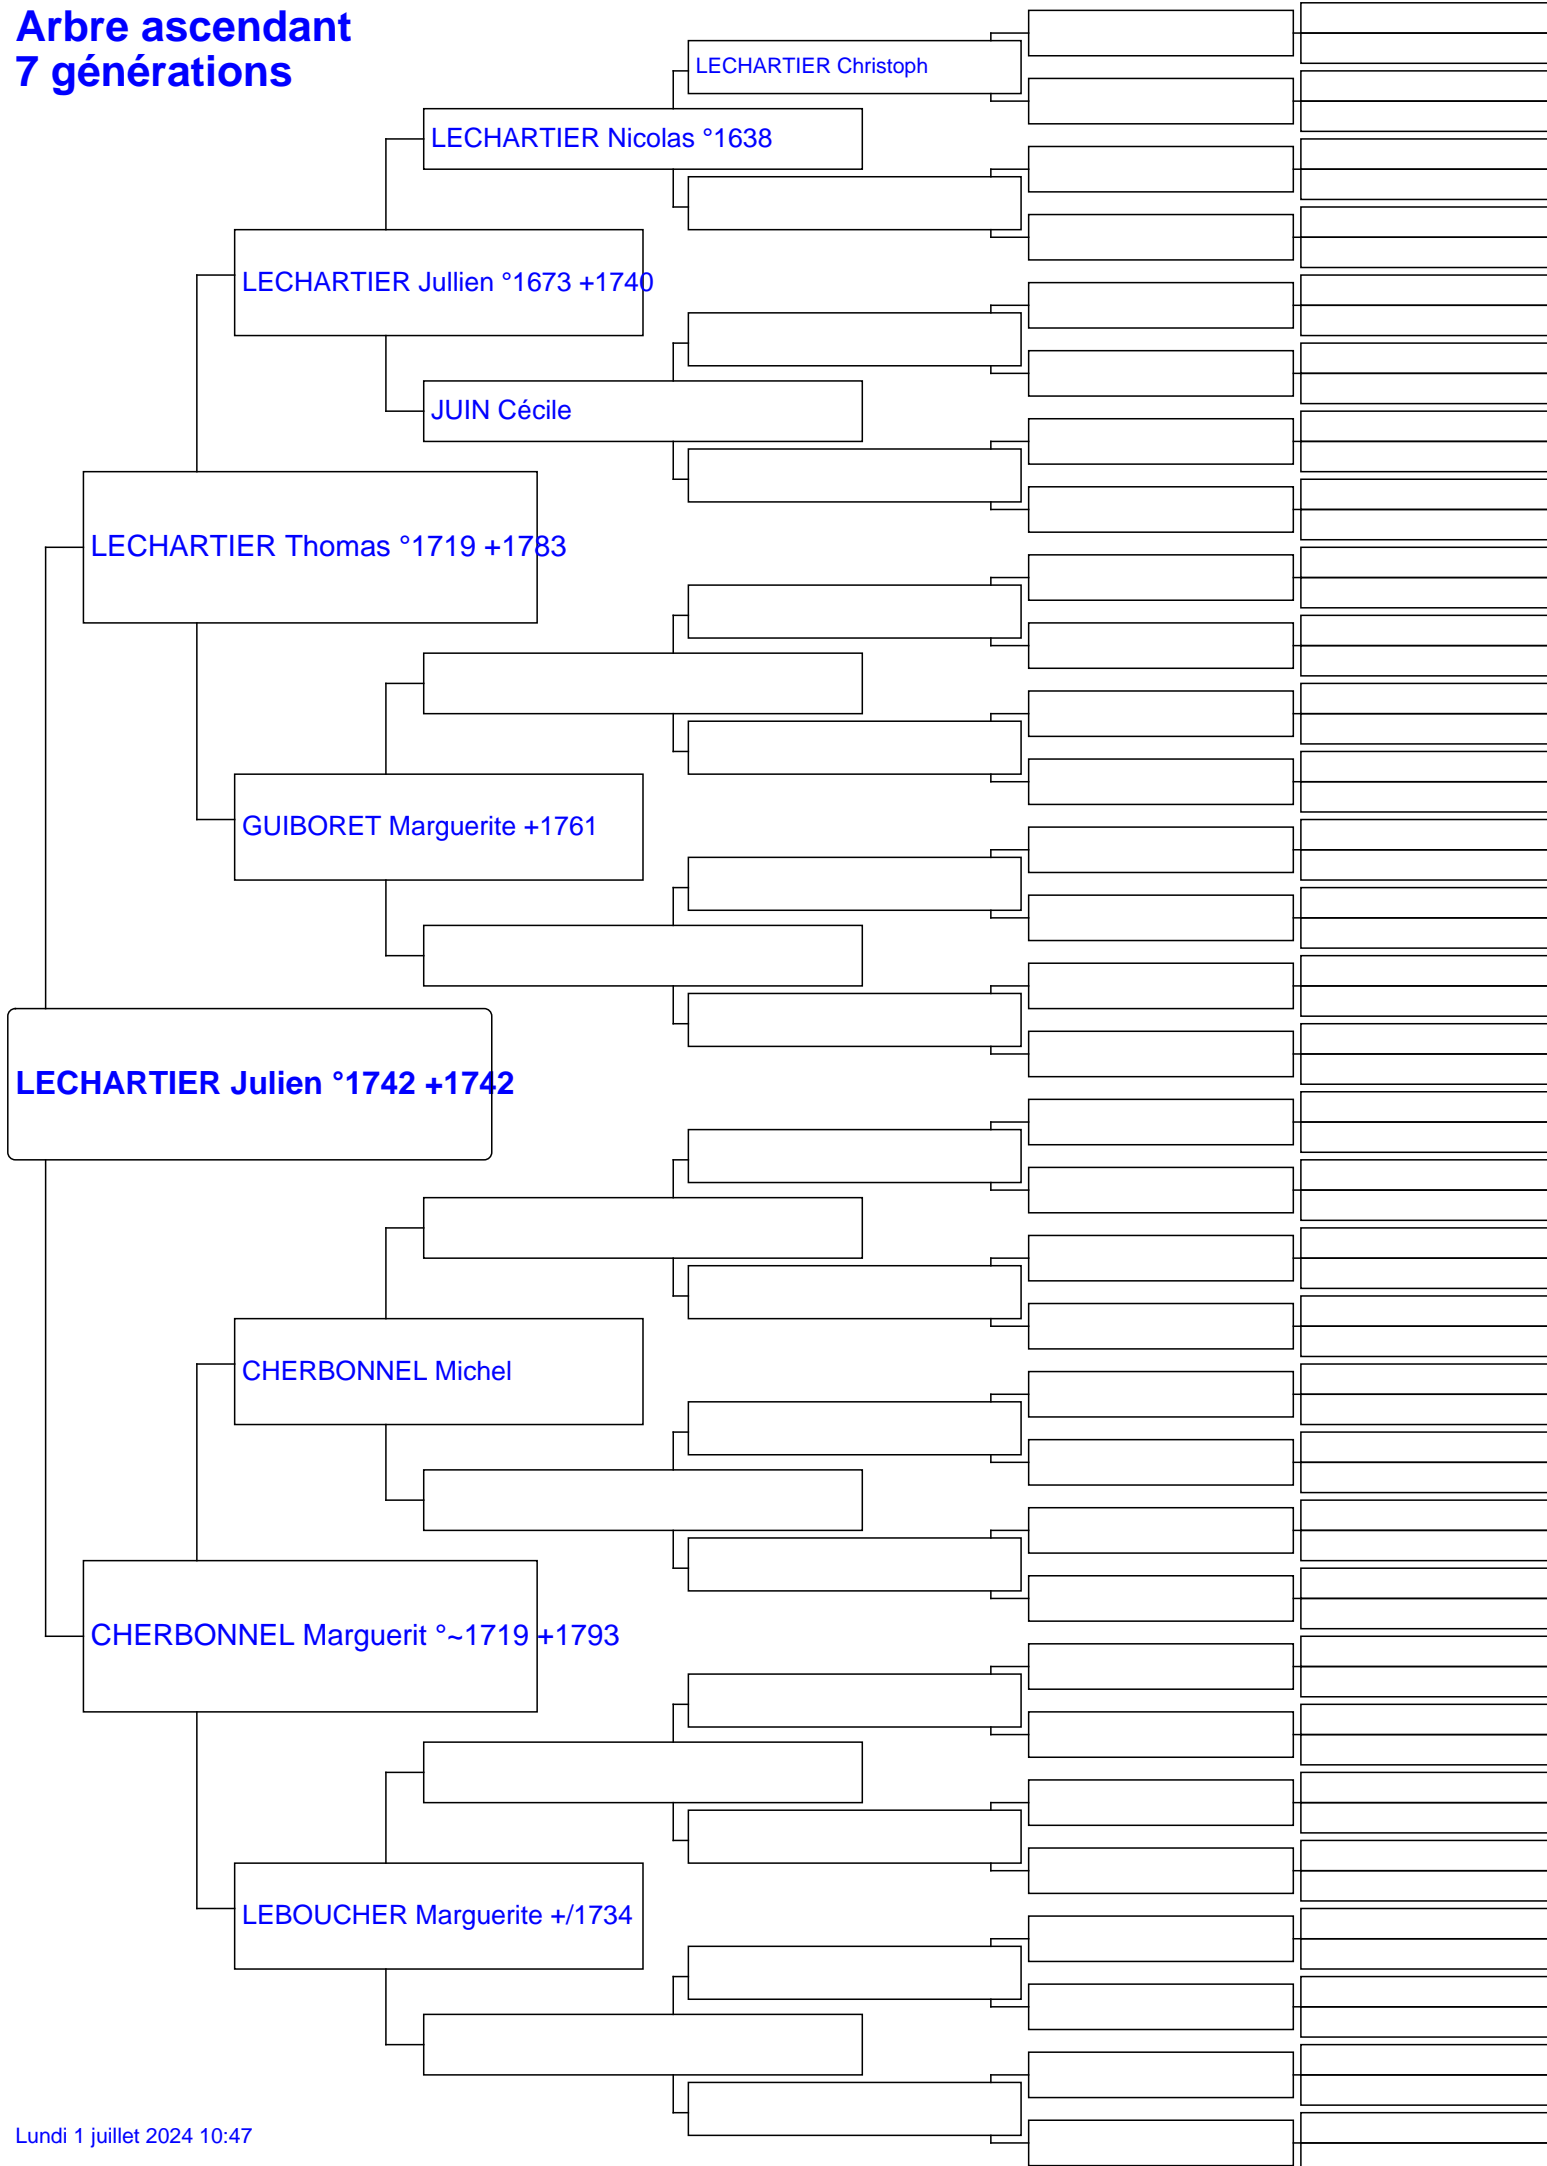 Arbre ascendant
7 générations
LECHARTIER Christoph
LECHARTIER Nicolas °1638
LECHARTIER Jullien °1673 +1740
JUIN Cécile
LECHARTIER Thomas °1719 +1783
GUIBORET Marguerite +1761
LECHARTIER Julien °1742 +1742
CHERBONNEL Michel
CHERBONNEL Marguerit °~1719 +1793
LEBOUCHER Marguerite +/1734
Lundi 1 juillet 2024 10:47